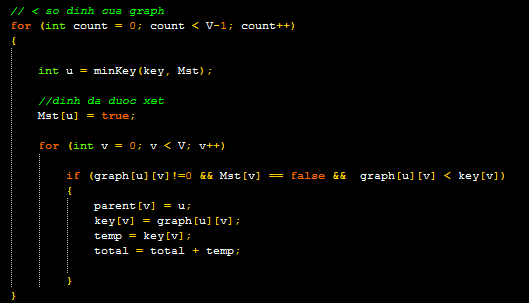 // < so dinh cua graph
for (int count = 0; count < V-1; count++)
{
int u = minKey(key, Mst);
//dinh da duoc xet
Mst[u] = true;
for (int v = 0; v < V; v++)
if (graph[u][v]!=0 && Mst[v] == false && graph[u][v] < key[v])
{
parent[v] = u;
key[v] = graph[u][v];
temp = key[v];
total = total + temp;
}
}